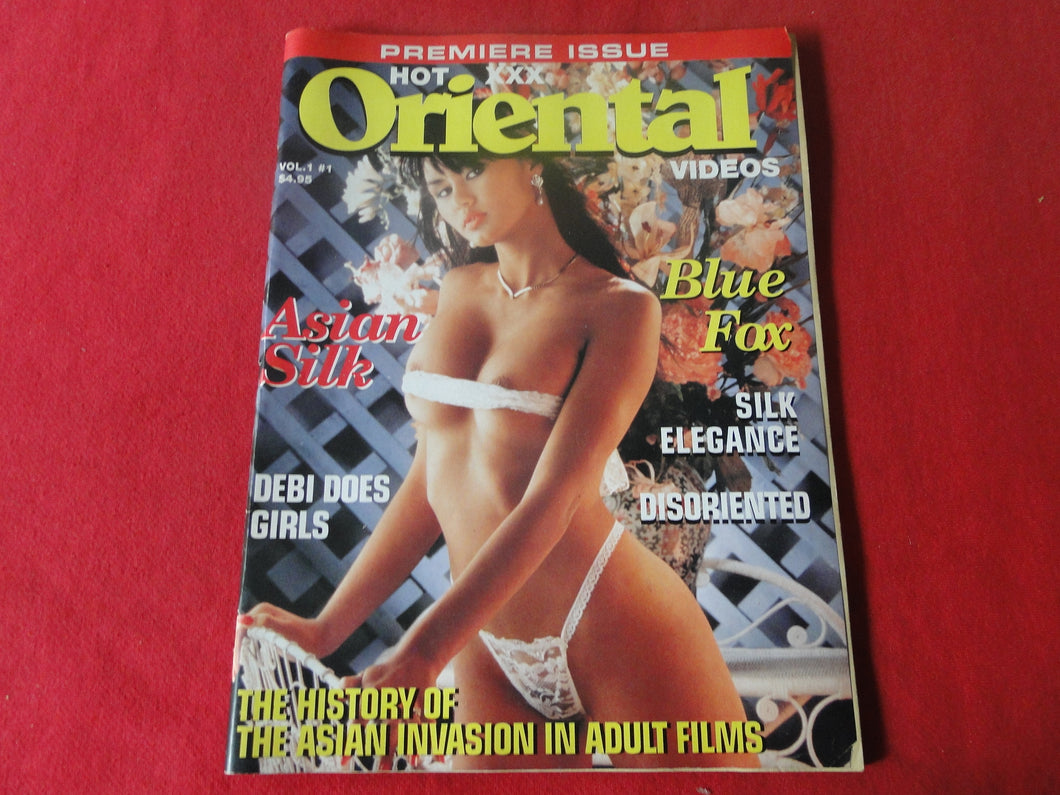 PREMIERE ISSUE
HOT XXX
Oriental
VIDEOS
VOL.1 #1
$4.95
Blue
Fox
Asian
Silk
SILK
ELEGANCE
DEBI DOES
GIRLS
DISORIENTED
THE HISTORY OF
THE ASIAN INVASION IN ADULT FILMS